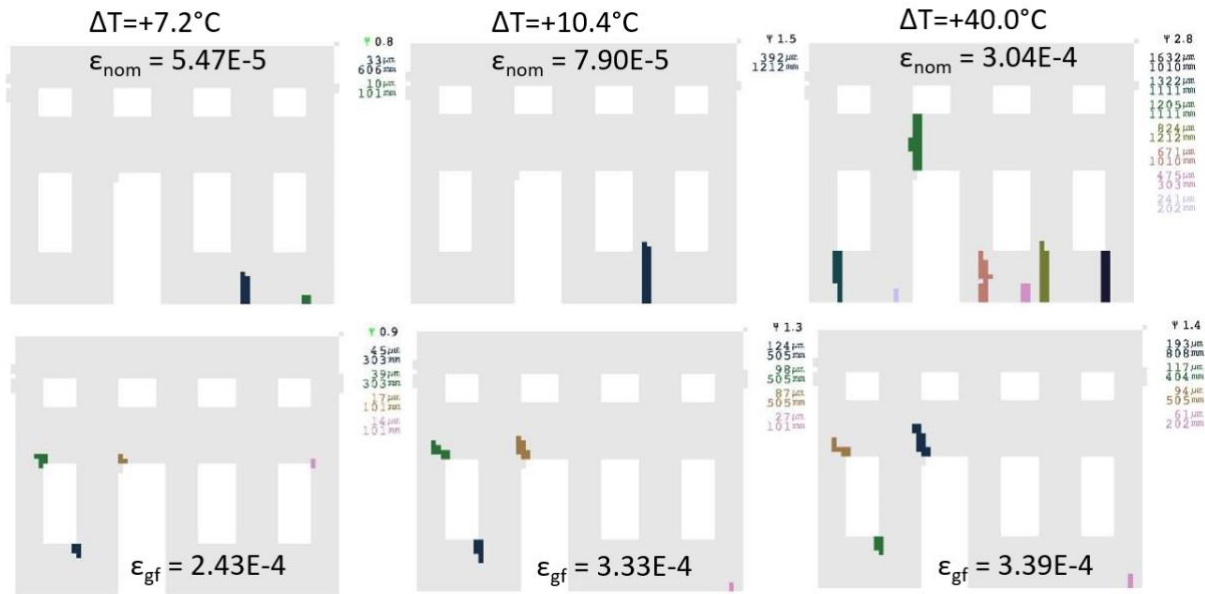 ΔT=+7.2°C
ε_nom = 5.47E-5
Ψ 0.8
33μm
606mm
10μm
101mm
ΔT=+10.4°C
ε_nom = 7.90E-5
Ψ 1.5
392μm
1212mm
ΔT=+40.0°C
ε_nom = 3.04E-4
Ψ 2.8
1632μm
1010mm
1322μm
1111mm
1205μm
1111mm
824μm
1212mm
671μm
1010mm
475μm
303mm
241μm
202mm
ε_gf = 2.43E-4
Ψ 0.9
45μm
303mm
39μm
303mm
17μm
101mm
14μm
101mm
ε_gf = 3.33E-4
Ψ 1.3
124μm
505mm
98μm
505mm
87μm
505mm
27μm
101mm
ε_gf = 3.39E-4
Ψ 1.4
193μm
808mm
117μm
404mm
94μm
505mm
61μm
202mm